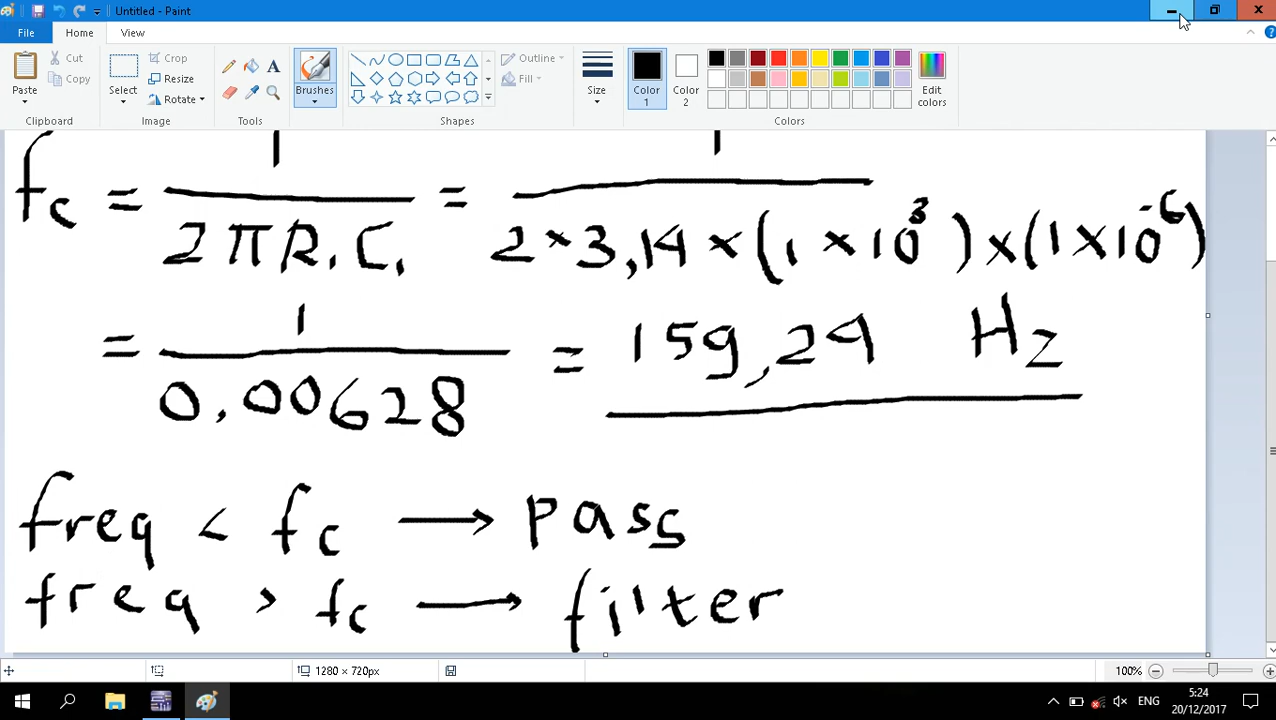 Untitled - Paint
File Home View
Cut Crop Outline
Copy Resize Fill
Paste Select Rotate Brushes Size Color 1 Color 2 Edit colors
Clipboard Image Tools Shapes Colors
1 1
fc = ――― = ―――
2πR.C. 2×3,14×(1×10³)×(1×10⁻⁶)
1
= ――― = 159,24 Hz
0,00628
freq < fc → pass
freq > fc → filter
1280 × 720px 100%
ENG 5:24
20/12/2017